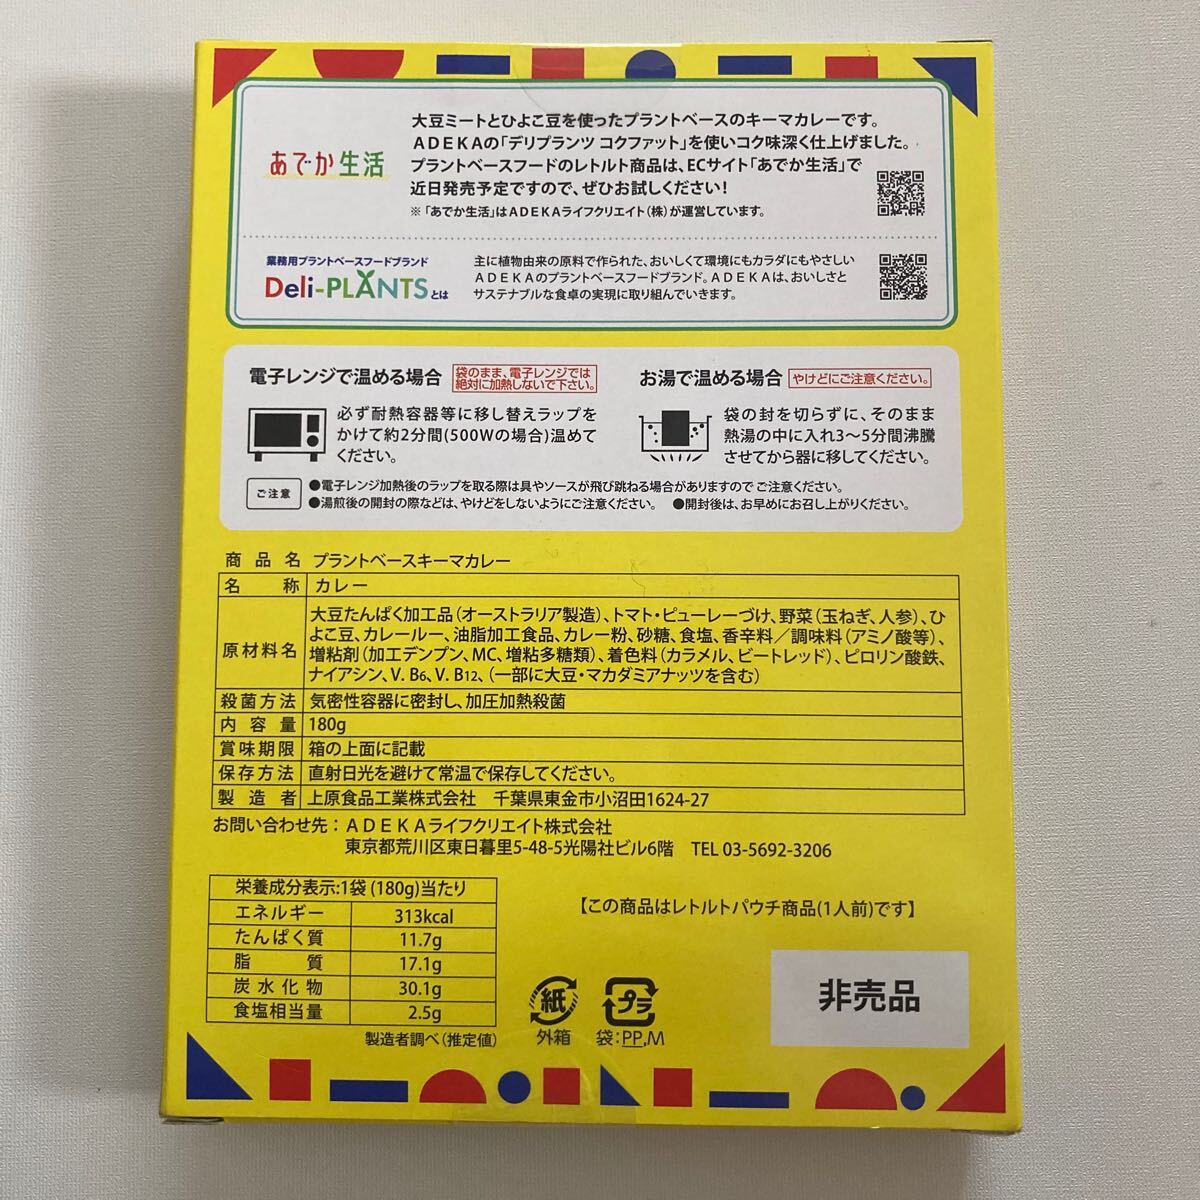 あでか生活
大豆ミートとひよこ豆を使ったプラントベースのキーマカレーです。
ADEKAの「デリプランツ コクファット」を使いコク味深く仕上げました。
プラントベースフードのレトルト商品は、ECサイト「あでか生活」で
近日発売予定ですので、ぜひお試しください!
※「あでか生活」はADEKAライフクリエイト(株)が運営しています。
業務用プラントベースフードブランド
Deli-PLANTSとは
主に植物由来の原料で作られた、おいしくて環境にもカラダにもやさしい
ADEKAのプラントベースフードブランド。ADEKAは、おいしさと
サステナブルな食卓の実現に取り組んでいきます。
電子レンジで温める場合
袋のまま、電子レンジでは
絶対に加熱しないで下さい。
必ず耐熱容器等に移し替えラップを
かけて約2分間(500Wの場合)温めて
ください。
お湯で温める場合
やけどにご注意ください。
袋の封を切らずに、そのまま
熱湯の中に入れ3〜5分間沸騰
させてから器に移してください。
ご注意
●電子レンジ加熱後のラップを取る際は具やソースが飛び跳ねる場合がありますので ご注意ください。
●湯煎後の開封の際などは、やけどをしないようにご注意ください。 ●開封後は、お早めにお召し上がりください。
商品名 プラントベースキーマカレー
名称 カレー
原材料名 大豆たんぱく加工品(オーストラリア製造)、トマト・ピューレーづけ、野菜(玉ねぎ、人参)、ひ
よこ豆、カレールー、油脂加工食品、カレー粉、砂糖、食塩、香辛料/調味料(アミノ酸等)、
増粘剤(加工デンプン、MC、増粘多糖類)、着色料(カラメル、ビートレッド)、ピロリン酸鉄、
ナイアシン、V. B6、V. B12、(一部に大豆・マカダミアナッツを含む)
殺菌方法 気密性容器に密封し、加圧加熱殺菌
内容量 180g
賞味期限 箱の上面に記載
保存方法 直射日光を避けて常温で保存してください。
製造者 上原食品工業株式会社 千葉県東金市小沼田1624-27
お問い合わせ先:ADEKAライフクリエイト株式会社
東京都荒川区東日暮里5-48-5光陽社ビル6階 TEL 03-5692-3206
栄養成分表示:1袋(180g)当たり
エネルギー 313kcal
たんぱく質 11.7g
脂質 17.1g
炭水化物 30.1g
食塩相当量 2.5g
製造者調べ(推定値)
【この商品はレトルトパウチ商品(1人前)です】
紙
外箱
プラ
袋:PP,M
非売品